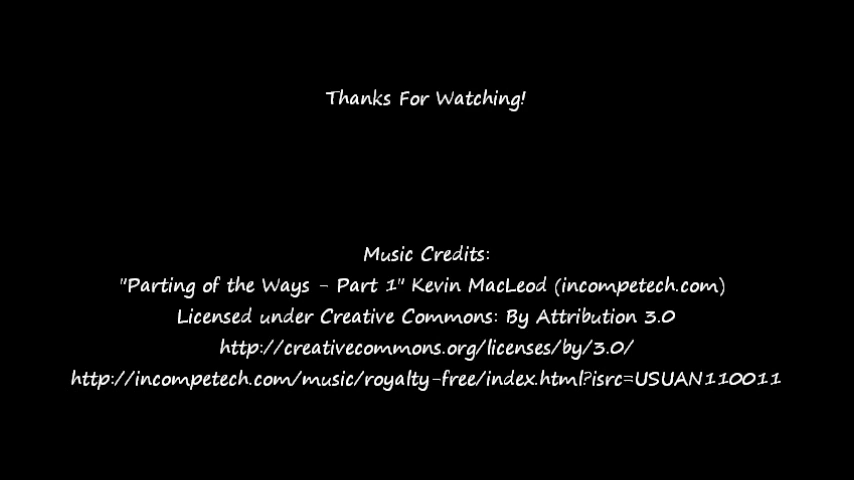 Thanks For Watching!
Music Credits:
"Parting of the Ways - Part 1" Kevin MacLeod (incompetech.com)
Licensed under Creative Commons: By Attribution 3.0
http://creativecommons.org/licenses/by/3.0/
http://incompetech.com/music/royalty-free/index.html?isrc=USUAN110011